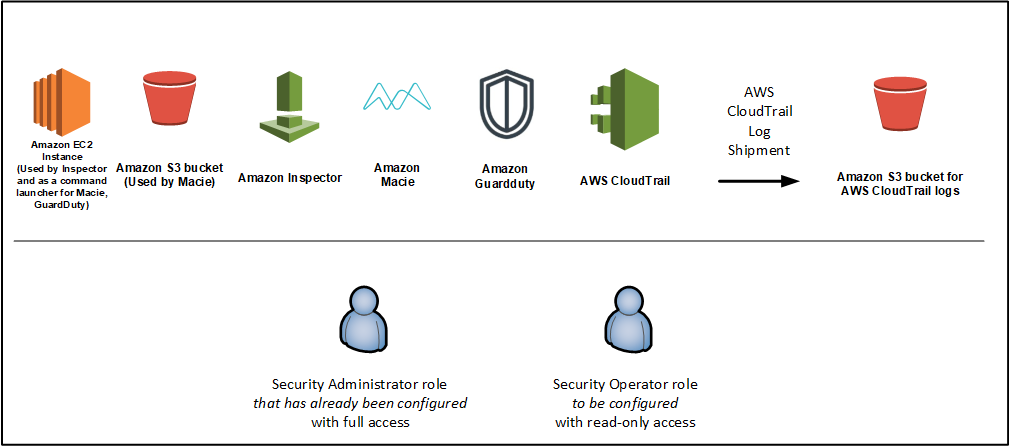 Amazon EC2
Instance
(Used by Inspector
and as a command
launcher for Macie,
GuardDuty)
Amazon S3 bucket
(Used by Macie)
Amazon Inspector
Amazon
Macie
Amazon
Guardduty
AWS CloudTrail
AWS
CloudTrail
Log
Shipment
Amazon S3 bucket for
AWS CloudTrail logs
Security Administrator role
that has already been configured
with full access
Security Operator role
to be configured
with read-only access